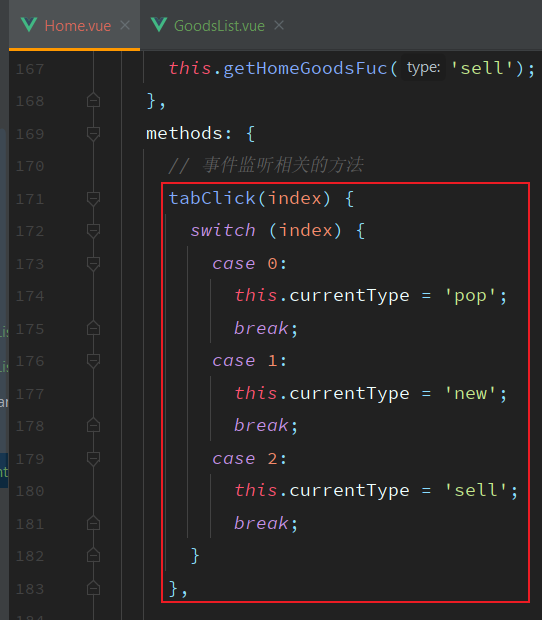 Home.vue × GoodsList.vue ×
167 this.getHomeGoodsFuc( type: 'sell');
168 },
169 methods: {
170 // 事件监听相关的方法
171 tabClick(index) {
172 switch (index) {
173 case 0:
174 this.currentType = 'pop';
175 break;
176 case 1:
177 this.currentType = 'new';
178 break;
179 case 2:
180 this.currentType = 'sell';
181 break;
182 }
183 },